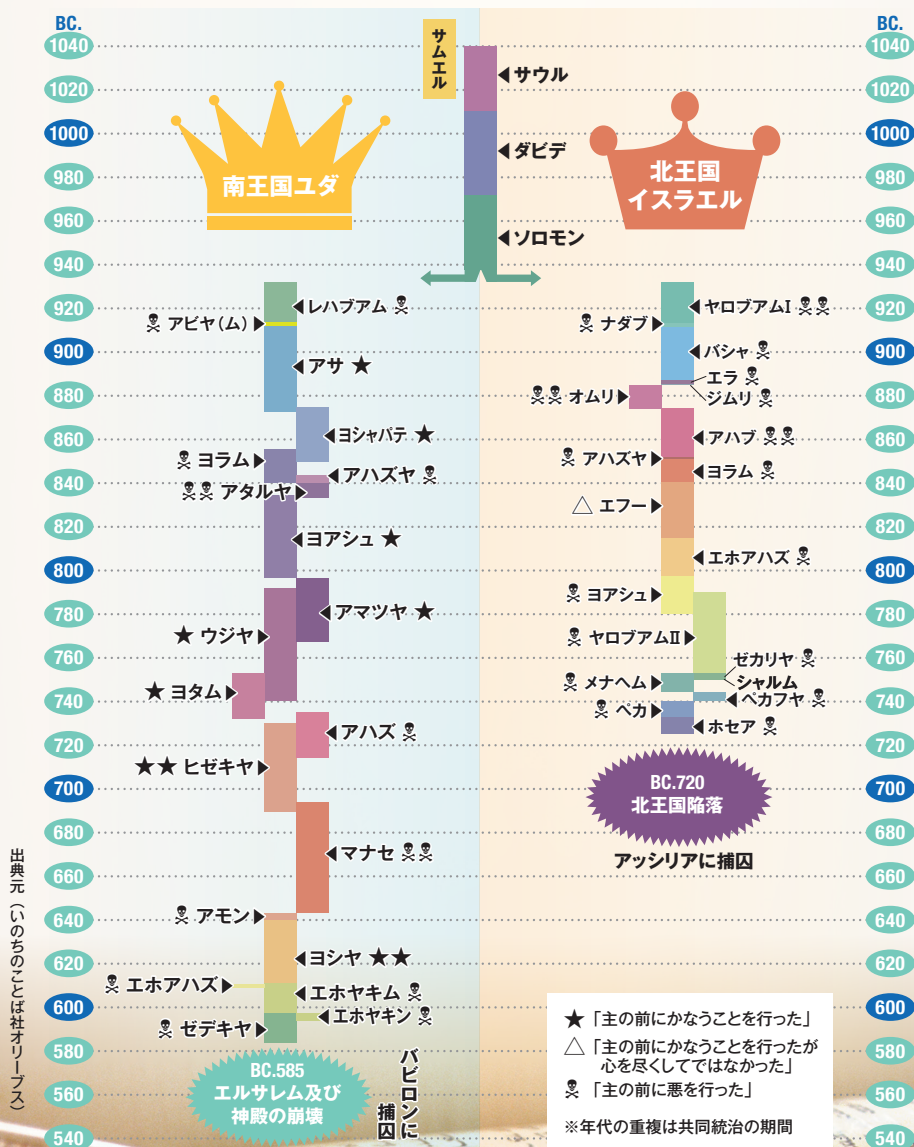 BC.
1040
1020
1000
980
960
940
920
900
880
860
840
820
800
780
760
740
720
700
680
660
640
620
600
580
560
540
サムエル
◀サウル
◀ダビデ
◀ソロモン
南王国ユダ
◀レハブアム ☠
☠ アビヤ(ム)▶
◀アサ ★
◀ヨシャパテ ★
☠ ヨラム▶
◀アハズヤ ☠
☠☠ アタルヤ▶
◀ヨアシュ ★
◀アマツヤ ★
★ ウジヤ▶
★ ヨタム▶
◀アハズ ☠
★★ ヒゼキヤ▶
◀マナセ ☠☠
☠ アモン▶
◀ヨシヤ ★★
☠ エホアハズ▶
◀エホヤキム ☠
◀エホヤキン ☠
☠ ゼデキヤ▶
BC.585
エルサレム及び
神殿の崩壊
バビロンに
捕囚
北王国
イスラエル
◀ヤロブアムI ☠☠
☠ ナダブ▶
◀バシャ ☠
エラ ☠
ジムリ ☠
☠☠ オムリ▶
◀アハブ ☠☠
☠ アハズヤ▶
◀ヨラム ☠
△ エフー▶
◀エホアハズ ☠
☠ ヨアシュ▶
☠ ヤロブアムII▶
ゼカリヤ ☠
シャルム
☠ メナヘム▶
◀ペカフヤ ☠
☠ ペカ▶
◀ホセア ☠
BC.720
北王国陥落
アッシリアに捕囚
BC.
1040
1020
1000
980
960
940
920
900
880
860
840
820
800
780
760
740
720
700
680
660
640
620
600
580
560
540
★「主の前にかなうことを行った」
△「主の前にかなうことを行ったが
心を尽くしてではなかった」
☠「主の前に悪を行った」
※年代の重複は共同統治の期間
出典元(いのちのことば社オリーブス)